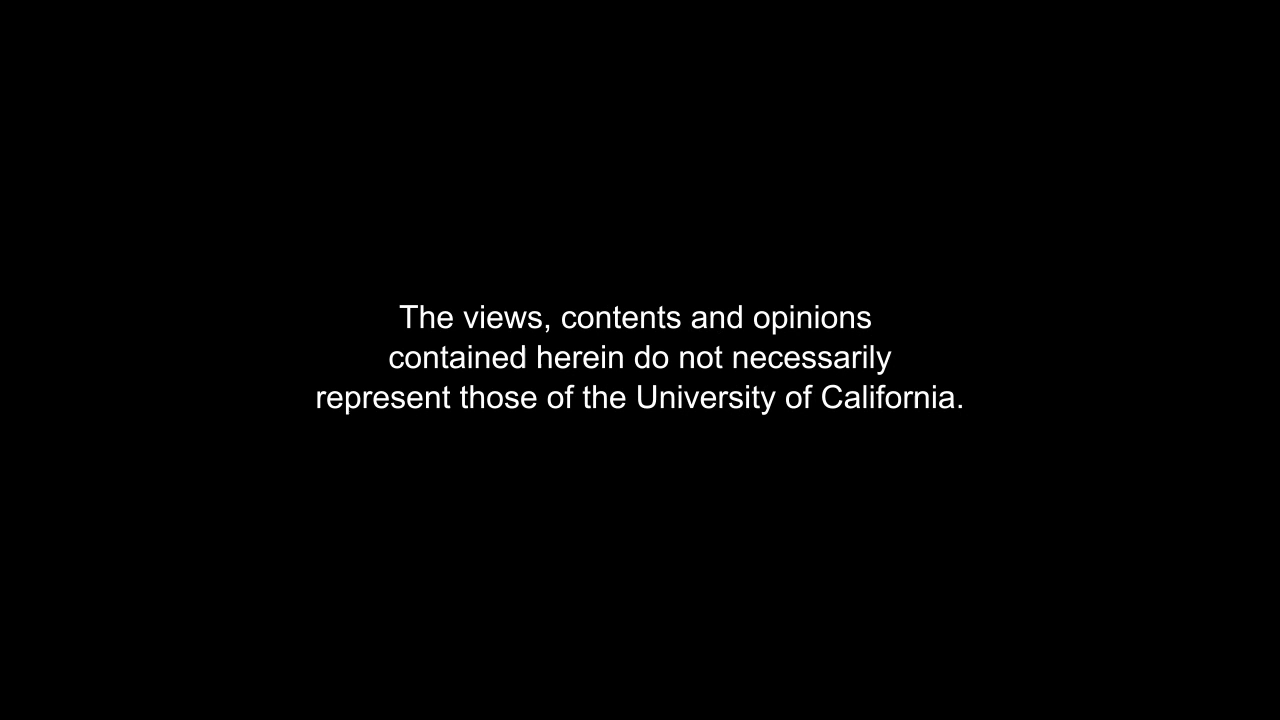 The views, contents and opinions
contained herein do not necessarily
represent those of the University of California.